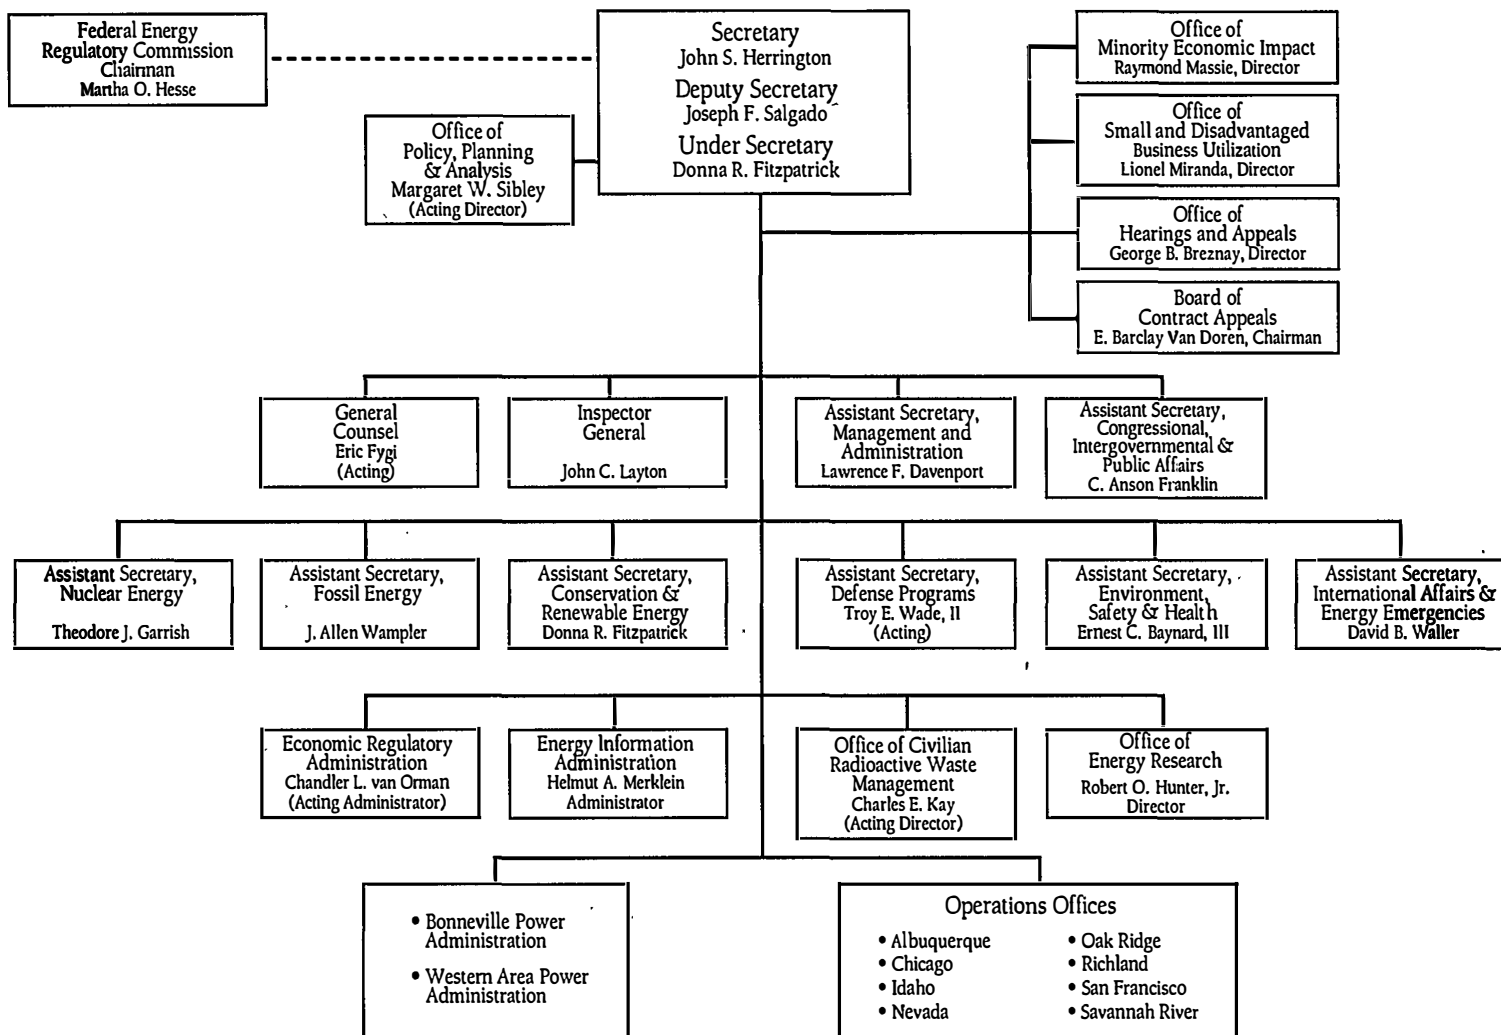 Federal Energy
Regulatory Commission
Chairman
Martha O. Hesse
Secretary
John S. Herrington
Deputy Secretary
Joseph F. Salgado
Under Secretary
Donna R. Fitzpatrick
Office of
Policy, Planning
& Analysis
Margaret W. Sibley
(Acting Director)
Office of
Minority Economic Impact
Raymond Massie, Director
Office of
Small and Disadvantaged
Business Utilization
Lionel Miranda, Director
Office of
Hearings and Appeals
George B. Breznay, Director
Board of
Contract Appeals
E. Barclay Van Doren, Chairman
General
Counsel
Eric Fygi
(Acting)
Inspector
General
John C. Layton
Assistant Secretary,
Management and
Administration
Lawrence F. Davenport
Assistant Secretary,
Congressional,
Intergovernmental &
Public Affairs
C. Anson Franklin
Assistant Secretary,
Nuclear Energy
Theodore J. Garrish
Assistant Secretary,
Fossil Energy
J. Allen Wampler
Assistant Secretary,
Conservation &
Renewable Energy
Donna R. Fitzpatrick
Assistant Secretary,
Defense Programs
Troy E. Wade, II
(Acting)
Assistant Secretary,
Environment,
Safety & Health
Ernest C. Baynard, III
Assistant Secretary,
International Affairs &
Energy Emergencies
David B. Waller
Economic Regulatory
Administration
Chandler L. van Orman
(Acting Administrator)
Energy Information
Administration
Helmut A. Merklein
Administrator
Office of Civilian
Radioactive Waste
Management
Charles E. Kay
(Acting Director)
Office of
Energy Research
Robert O. Hunter, Jr.
Director
• Bonneville Power
Administration
• Western Area Power
Administration
Operations Offices
• Albuquerque
• Chicago
• Idaho
• Nevada
• Oak Ridge
• Richland
• San Francisco
• Savannah River